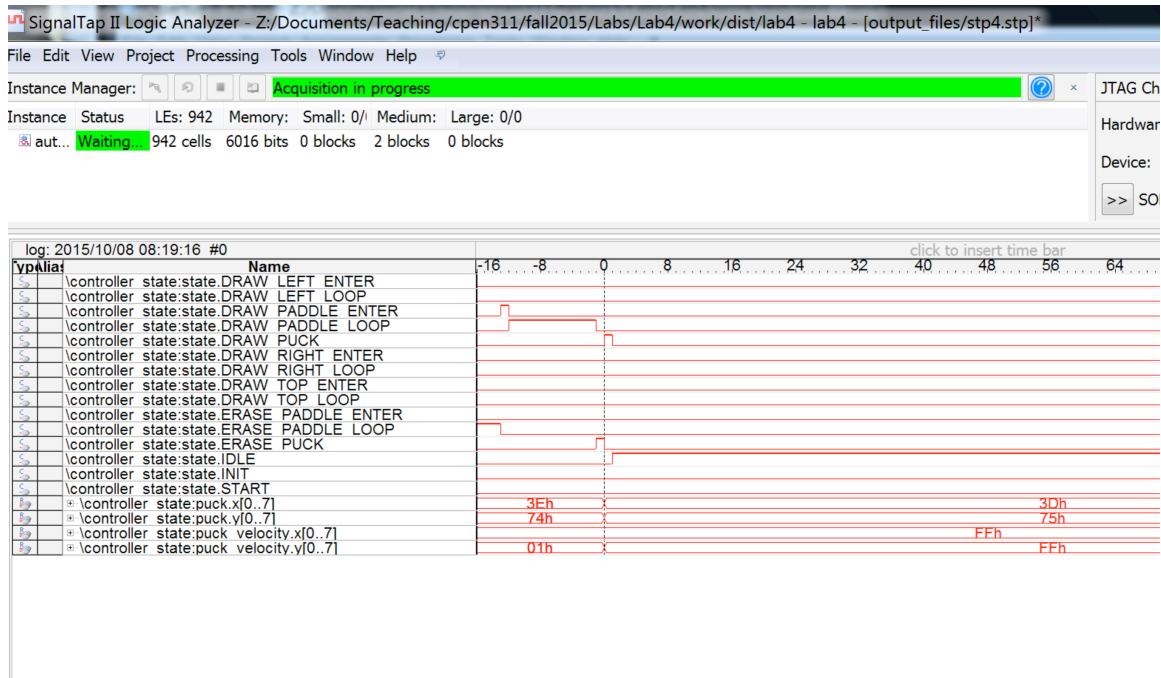 SignalTap II Logic Analyzer - Z:/Documents/Teaching/cpen311/fall2015/Labs/Lab4/work/dist/lab4 - lab4 - [output_files/stp4.stp]*
File Edit View Project Processing Tools Window Help
Instance Manager: Acquisition in progress × JTAG Ch
Instance Status LEs: 942 Memory: Small: 0/ Medium: Large: 0/0
Hardwar
aut... Waiting... 942 cells 6016 bits 0 blocks 2 blocks 0 blocks
Device:
>> SO
log: 2015/10/08 08:19:16 #0 click to insert time bar
Type Alias Name -16 -8 0 8 16 24 32 40 48 56 64
\controller_state:state.DRAW_LEFT_ENTER
\controller_state:state.DRAW_LEFT_LOOP
\controller_state:state.DRAW_PADDLE_ENTER
\controller_state:state.DRAW_PADDLE_LOOP
\controller_state:state.DRAW_PUCK
\controller_state:state.DRAW_RIGHT_ENTER
\controller_state:state.DRAW_RIGHT_LOOP
\controller_state:state.DRAW_TOP_ENTER
\controller_state:state.DRAW_TOP_LOOP
\controller_state:state.ERASE_PADDLE_ENTER
\controller_state:state.ERASE_PADDLE_LOOP
\controller_state:state.ERASE_PUCK
\controller_state:state.IDLE
\controller_state:state.INIT
\controller_state:state.START
\controller_state:puck.x[0..7] 3Eh 3Dh
\controller_state:puck.y[0..7] 74h 75h
\controller_state:puck_velocity.x[0..7] FFh
\controller_state:puck_velocity.y[0..7] 01h FFh